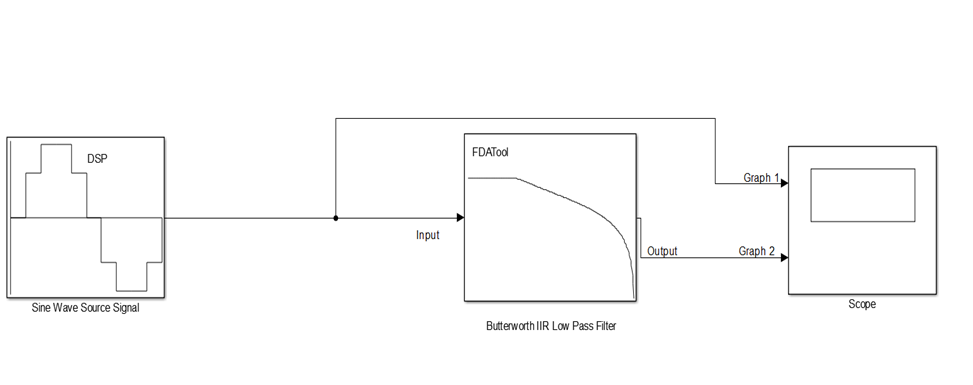 DSP
Sine Wave Source Signal
Input
FDATool
Butterworth IIR Low Pass Filter
Output
Graph 1
Graph 2
Scope